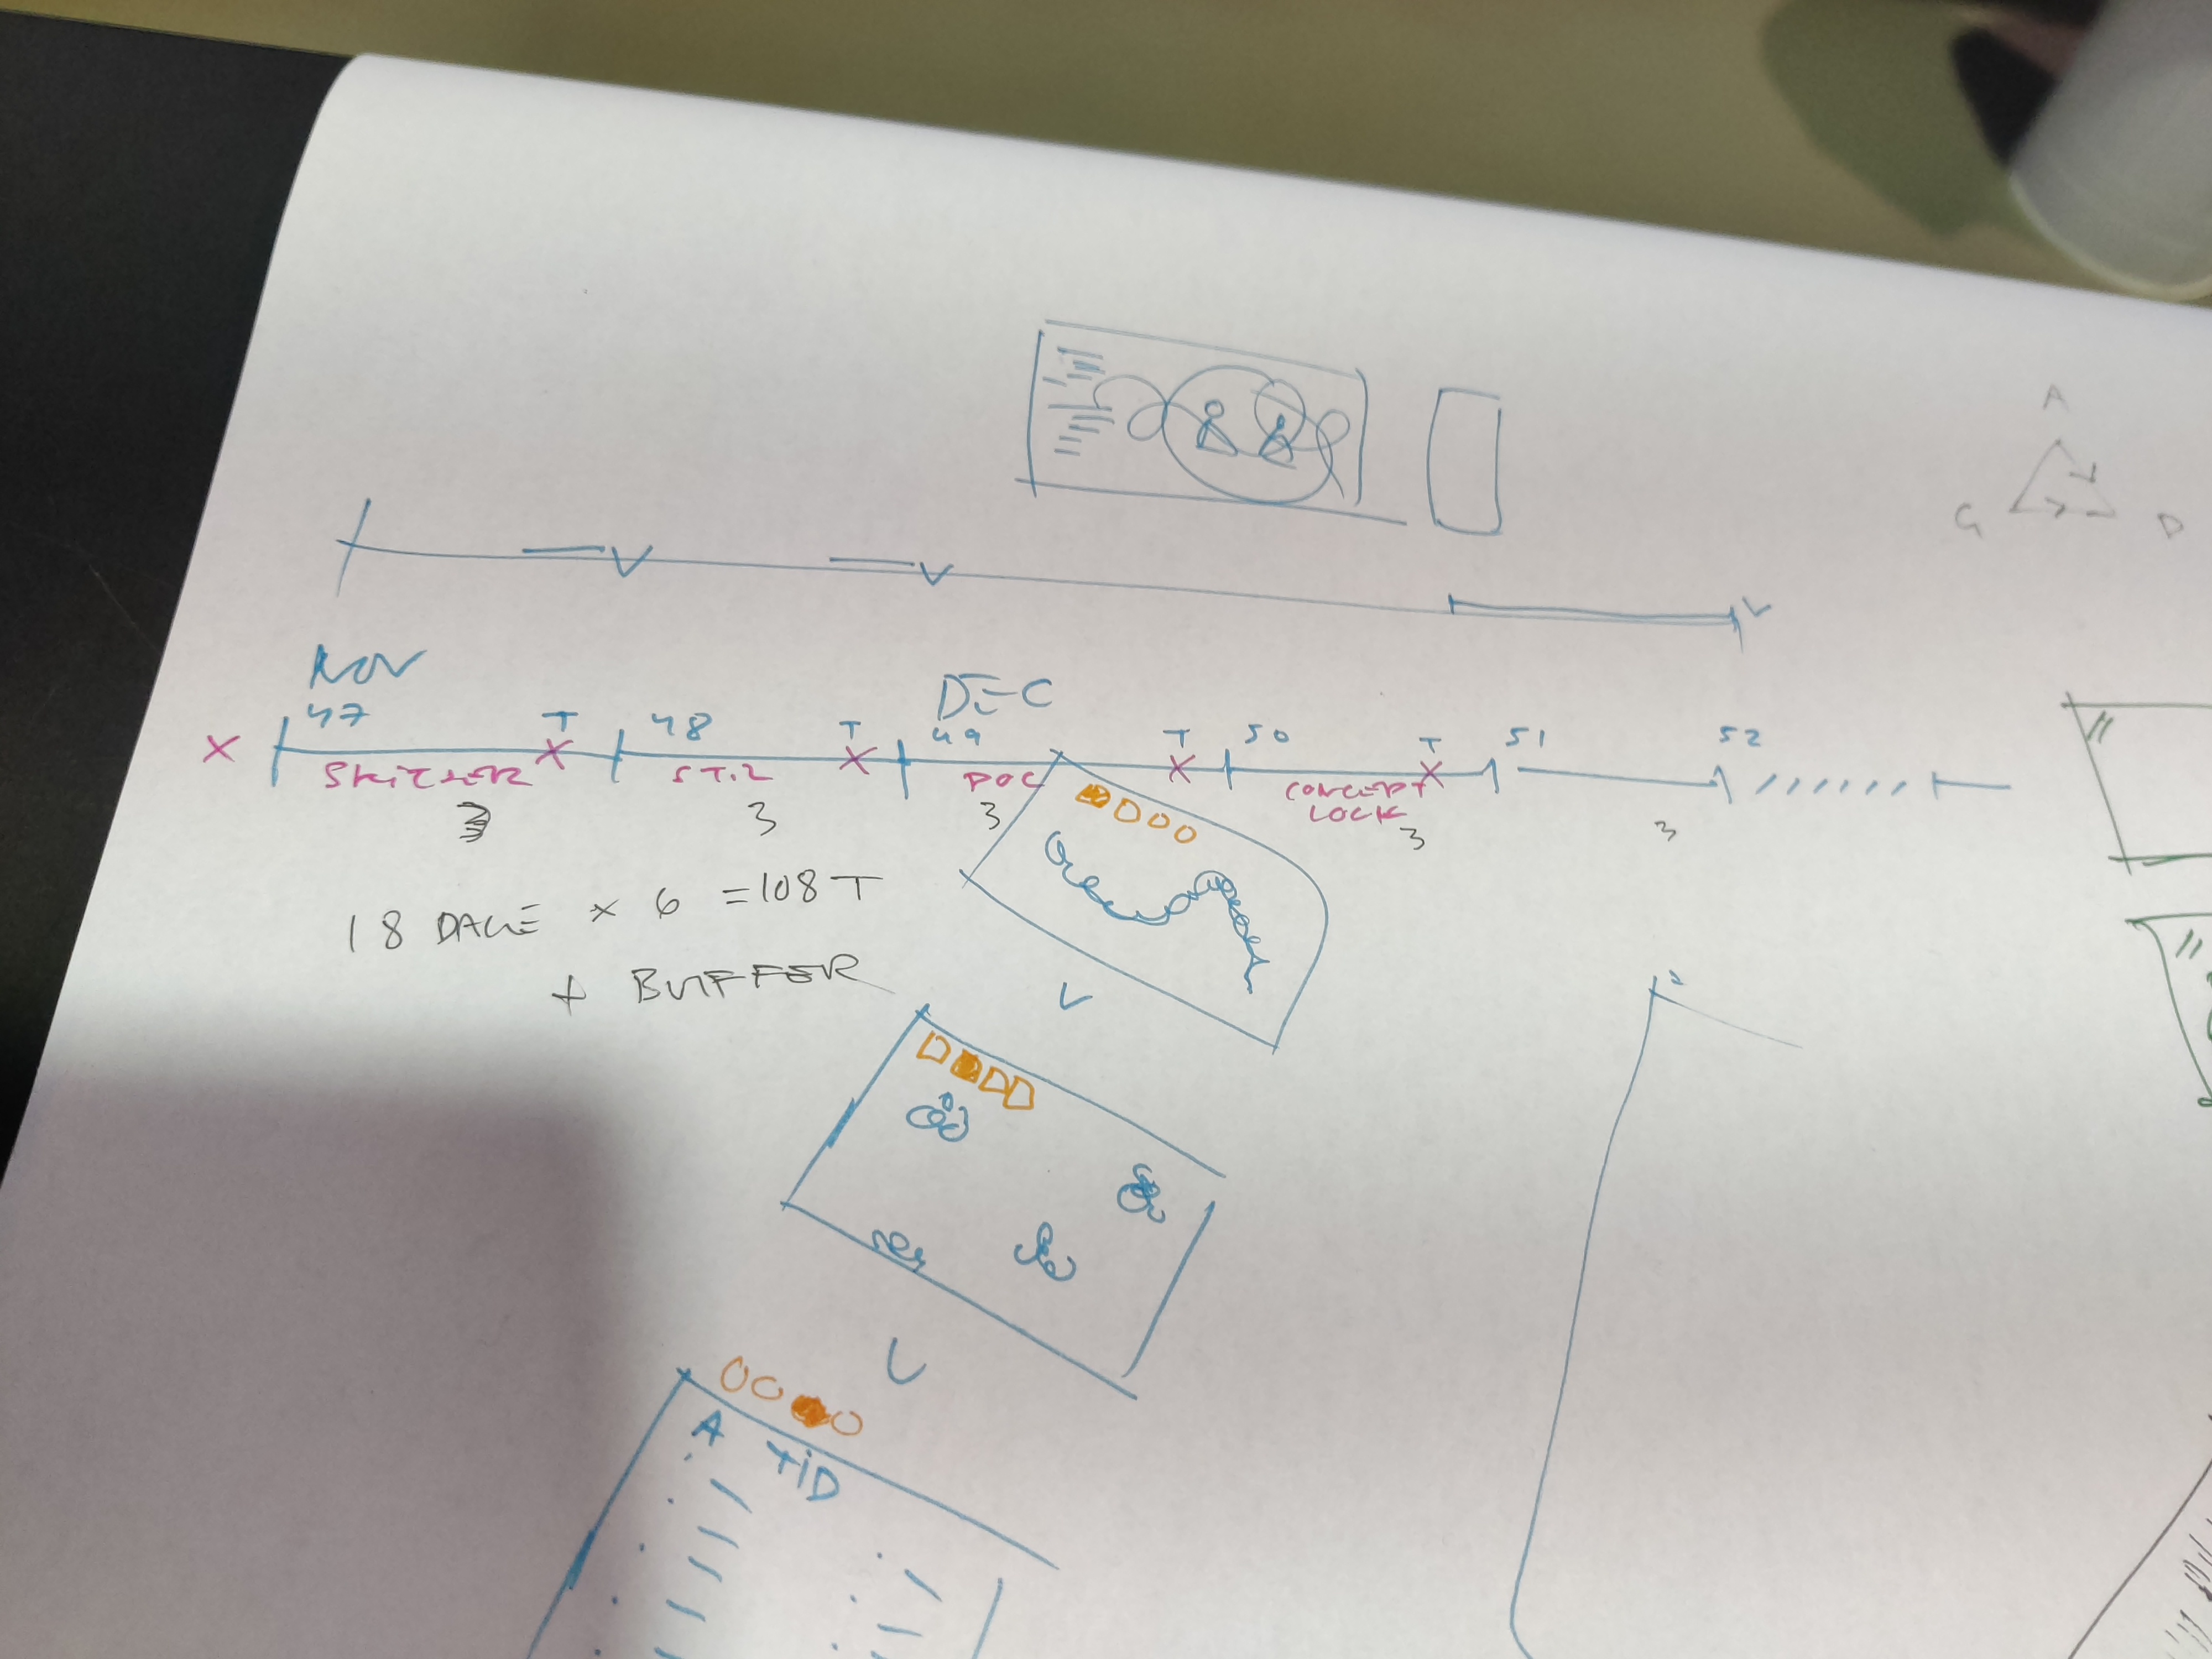 A
G D
NOV
DEC
47 T 48 T 49 T 50 T 51 52
X X X X X
SKITSER ST.2 POC CONCEPT
LOCK
3 3 3 3 3
18 DAGE × 6 = 108 T
+ BUFFER
A TID